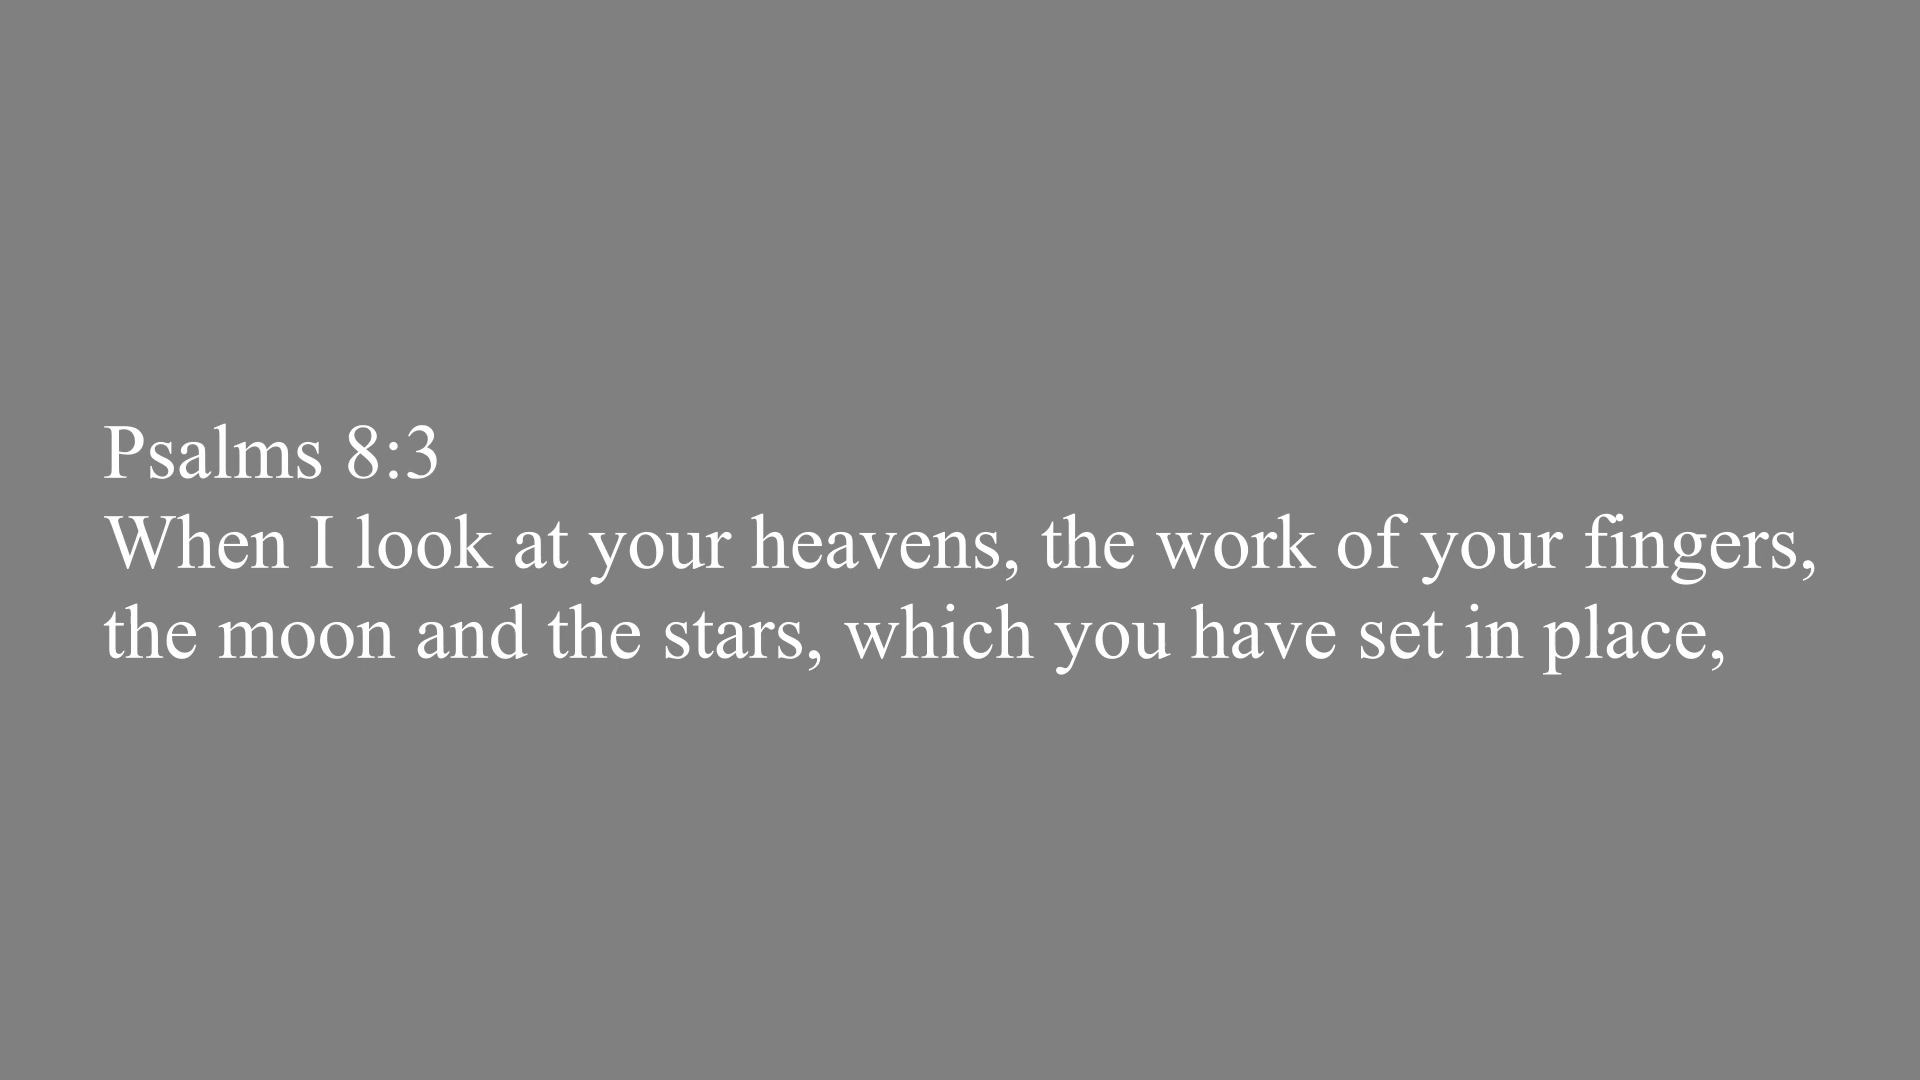 Psalms 8:3
When I look at your heavens, the work of your fingers,
the moon and the stars, which you have set in place,